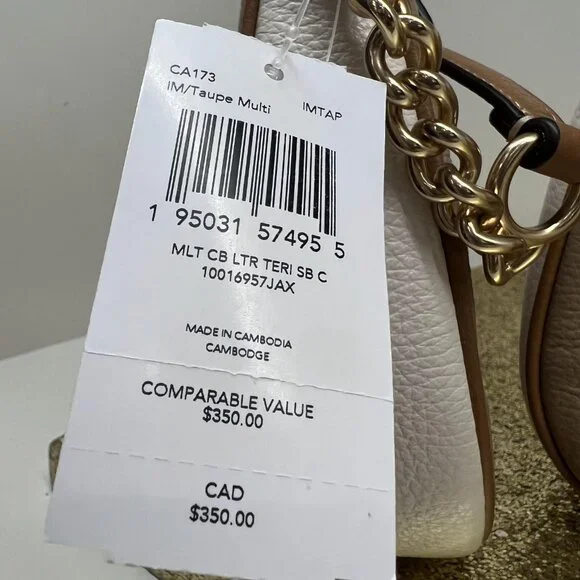 CA173
IM/Taupe Multi IMTAP
1 95031 57495 5
MLT CB LTR TERI SB C
10016957JAX
MADE IN CAMBODIA
CAMBODGE
COMPARABLE VALUE
$350.00
CAD
$350.00